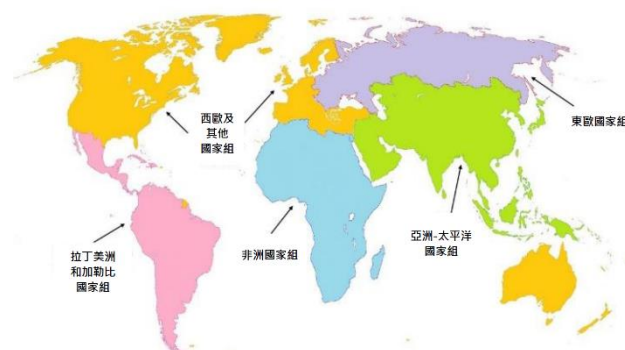 西歐及
其他
國家組
東歐國家組
拉丁美洲
和加勒比
國家組
非洲國家組
亞洲-太平洋
國家組